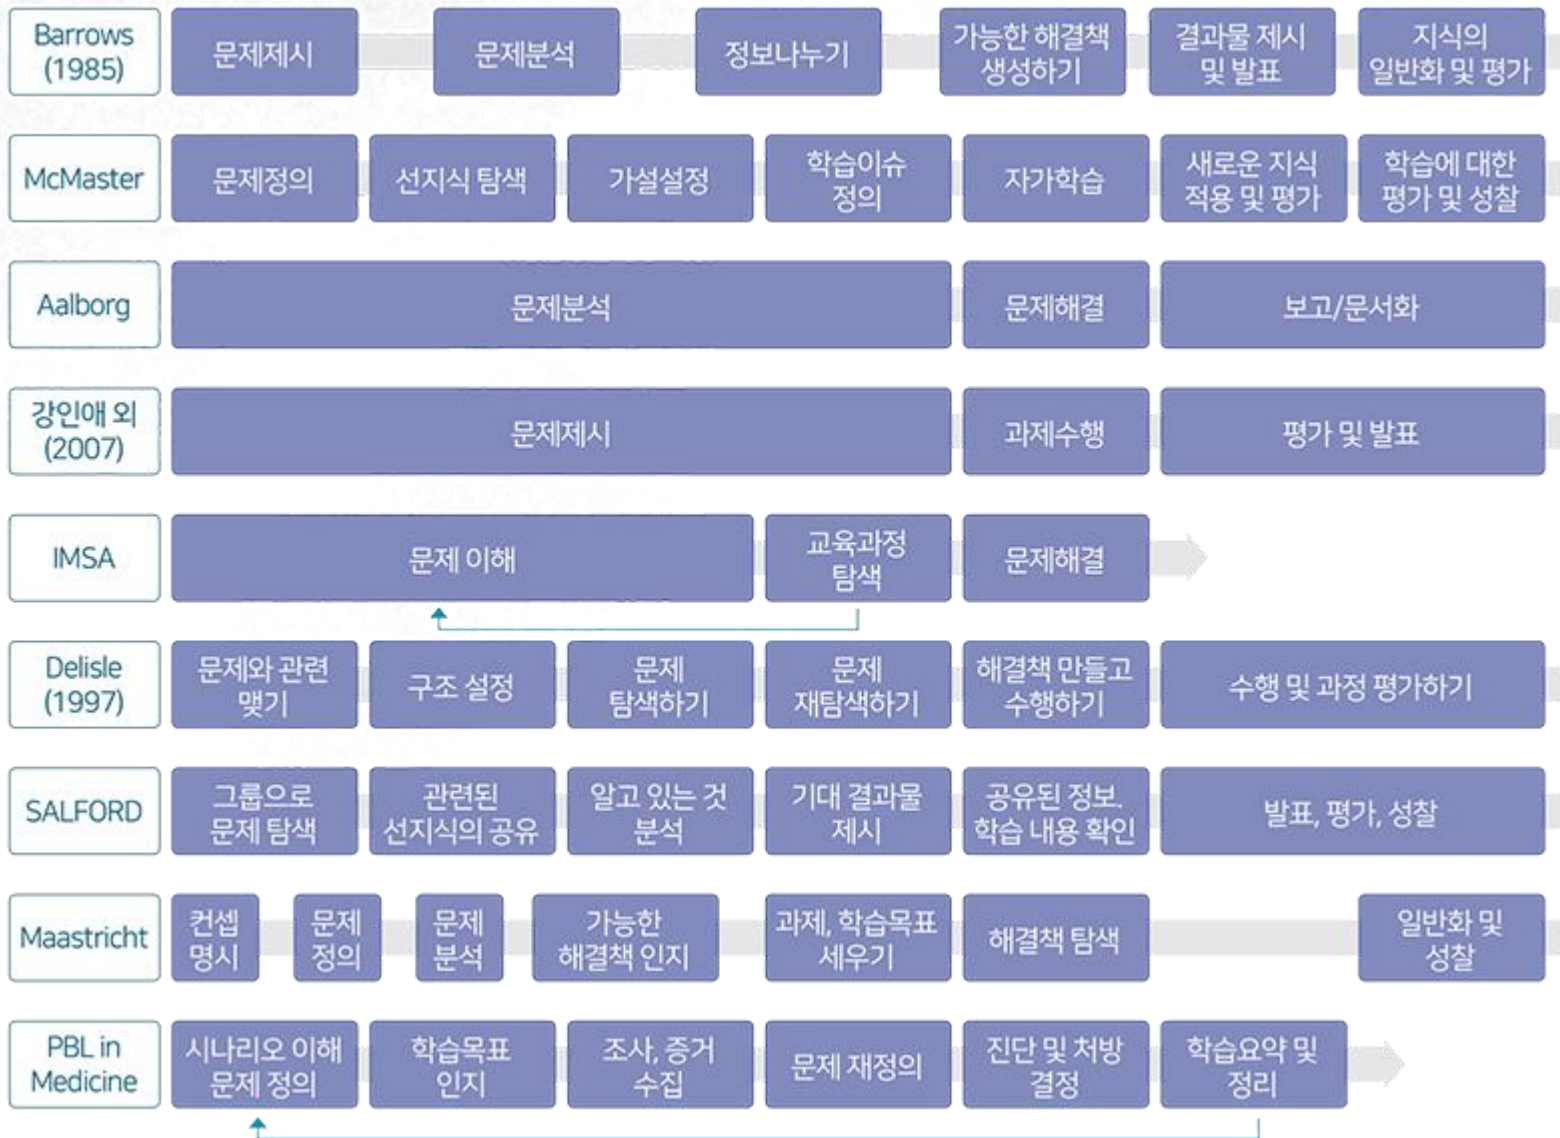 Barrows
(1985)
문제제시
문제분석
정보나누기
가능한 해결책
생성하기
결과물 제시
및 발표
지식의
일반화 및 평가
McMaster
문제정의
선지식 탐색
가설설정
학습이슈
정의
자가학습
새로운 지식
적용 및 평가
학습에 대한
평가 및 성찰
Aalborg
문제분석
문제해결
보고/문서화
강인애 외
(2007)
문제제시
과제수행
평가 및 발표
IMSA
문제 이해
교육과정
탐색
문제해결
Delisle
(1997)
문제와 관련
맺기
구조 설정
문제
탐색하기
문제
재탐색하기
해결책 만들고
수행하기
수행 및 과정 평가하기
SALFORD
그룹으로
문제 탐색
관련된
선지식의 공유
알고 있는 것
분석
기대 결과물
제시
공유된 정보.
학습 내용 확인
발표, 평가, 성찰
Maastricht
컨셉
명시
문제
정의
문제
분석
가능한
해결책 인지
과제, 학습목표
세우기
해결책 탐색
일반화 및
성찰
PBL in
Medicine
시나리오 이해
문제 정의
학습목표
인지
조사, 증거
수집
문제 재정의
진단 및 처방
결정
학습요약 및
정리